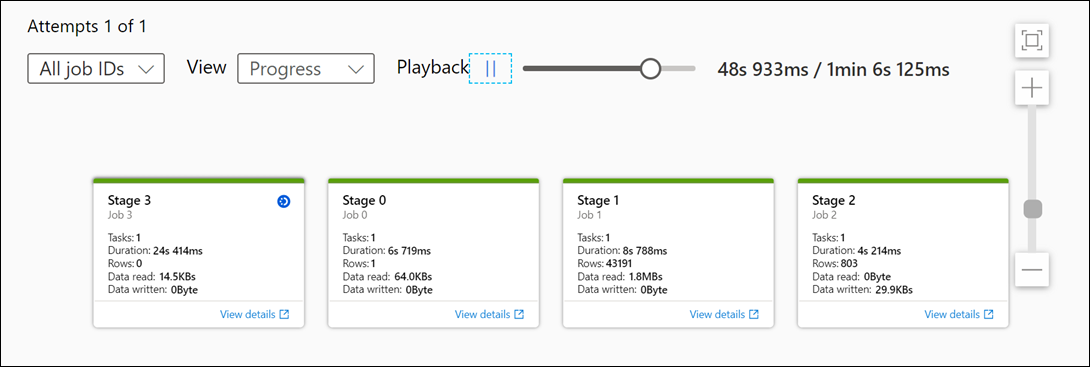 Attempts 1 of 1
All job IDs View Progress Playback 48s 933ms / 1min 6s 125ms
Stage 3
Job 3
Tasks: 1
Duration: 24s 414ms
Rows: 0
Data read: 14.5KBs
Data written: 0Byte
View details
Stage 0
Job 0
Tasks: 1
Duration: 6s 719ms
Rows: 1
Data read: 64.0KBs
Data written: 0Byte
View details
Stage 1
Job 1
Tasks: 1
Duration: 8s 788ms
Rows: 43191
Data read: 1.8MBs
Data written: 0Byte
View details
Stage 2
Job 2
Tasks: 1
Duration: 4s 214ms
Rows: 803
Data read: 0Byte
Data written: 29.9KBs
View details